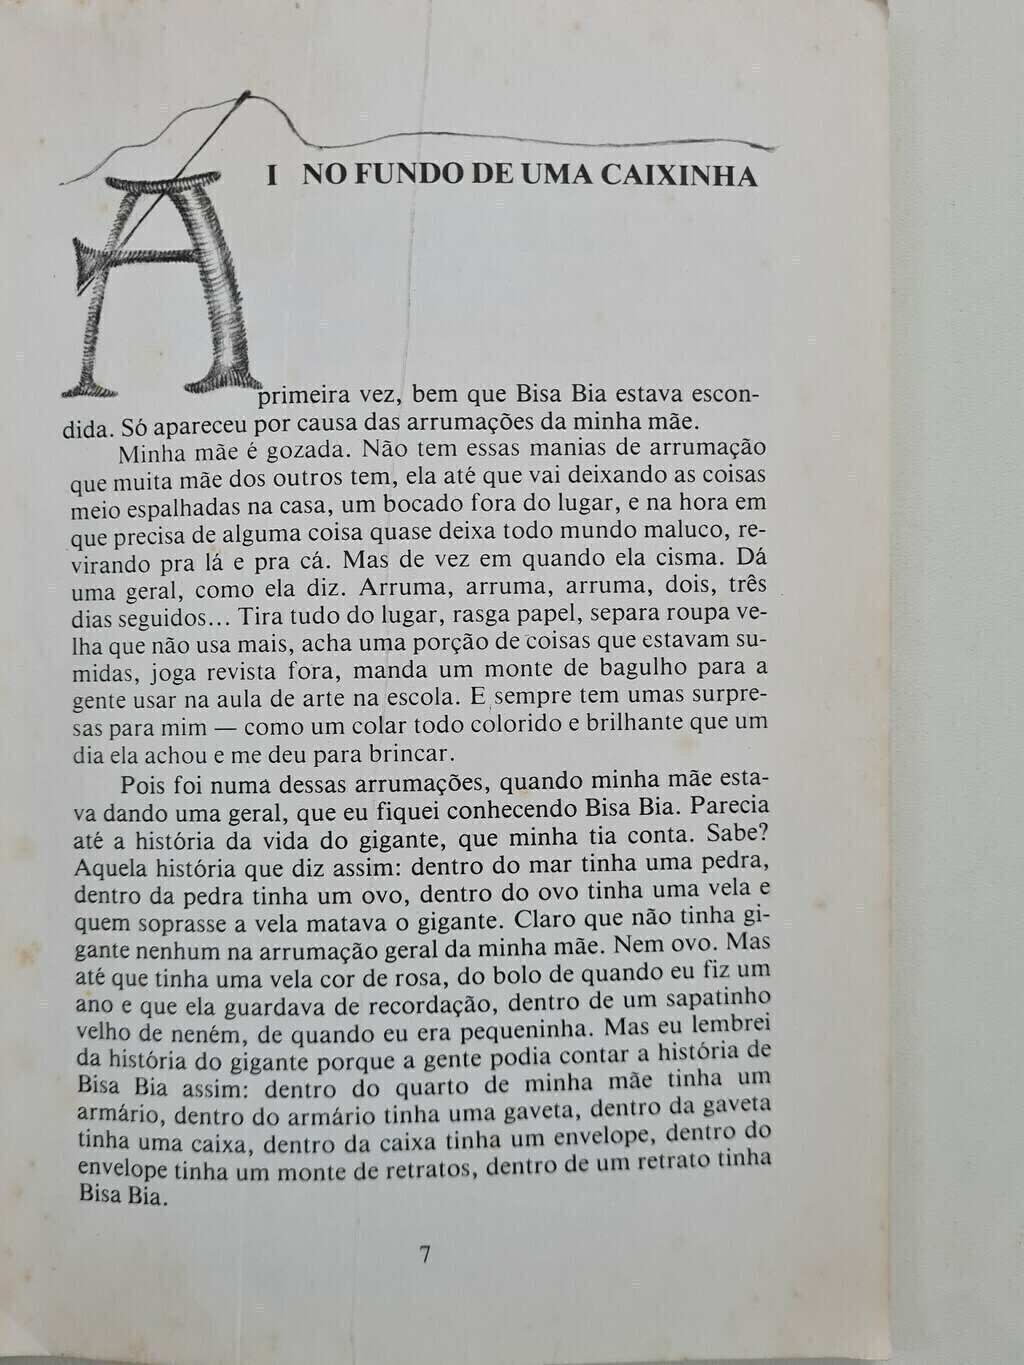 I NO FUNDO DE UMA CAIXINHA
A primeira vez, bem que Bisa Bia estava escon-
dida. Só apareceu por causa das arrumações da minha mãe.
Minha mãe é gozada. Não tem essas manias de arrumação
que muita mãe dos outros tem, ela até que vai deixando as coisas
meio espalhadas na casa, um bocado fora do lugar, e na hora em
que precisa de alguma coisa quase deixa todo mundo maluco, re-
virando pra lá e pra cá. Mas de vez em quando ela cisma. Dá
uma geral, como ela diz. Arruma, arruma, arruma, dois, três
dias seguidos... Tira tudo do lugar, rasga papel, separa roupa ve-
lha que não usa mais, acha uma porção de coisas que estavam su-
midas, joga revista fora, manda um monte de bagulho para a
gente usar na aula de arte na escola. E sempre tem umas surpre-
sas para mim — como um colar todo colorido e brilhante que um
dia ela achou e me deu para brincar.
Pois foi numa dessas arrumações, quando minha mãe esta-
va dando uma geral, que eu fiquei conhecendo Bisa Bia. Parecia
até a história da vida do gigante, que minha tia conta. Sabe?
Aquela história que diz assim: dentro do mar tinha uma pedra,
dentro da pedra tinha um ovo, dentro do ovo tinha uma vela e
quem soprasse a vela matava o gigante. Claro que não tinha gi-
gante nenhum na arrumação geral da minha mãe. Nem ovo. Mas
até que tinha uma vela cor de rosa, do bolo de quando eu fiz um
ano e que ela guardava de recordação, dentro de um sapatinho
velho de neném, de quando eu era pequeninha. Mas eu lembrei
da história do gigante porque a gente podia contar a história de
Bisa Bia assim: dentro do quarto de minha mãe tinha um
armário, dentro do armário tinha uma gaveta, dentro da gaveta
tinha uma caixa, dentro da caixa tinha um envelope, dentro do
envelope tinha um monte de retratos, dentro de um retrato tinha
Bisa Bia.
7